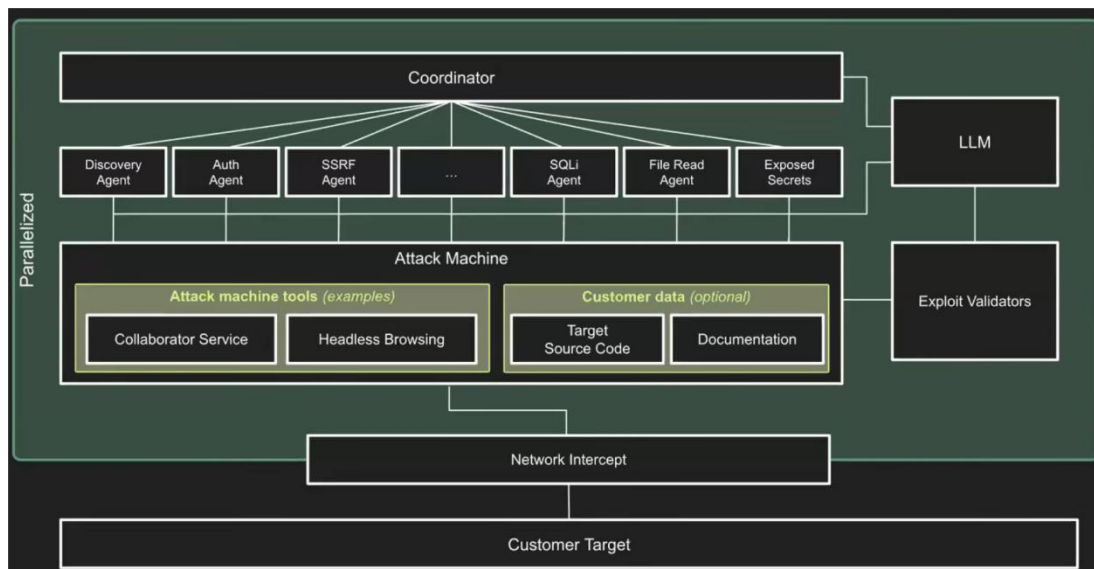 Parallelized
Coordinator
Discovery
Agent
Auth
Agent
SSRF
Agent
...
SQLi
Agent
File Read
Agent
Exposed
Secrets
LLM
Attack Machine
Attack machine tools (examples)
Collaborator Service
Headless Browsing
Customer data (optional)
Target
Source Code
Documentation
Exploit Validators
Network Intercept
Customer Target